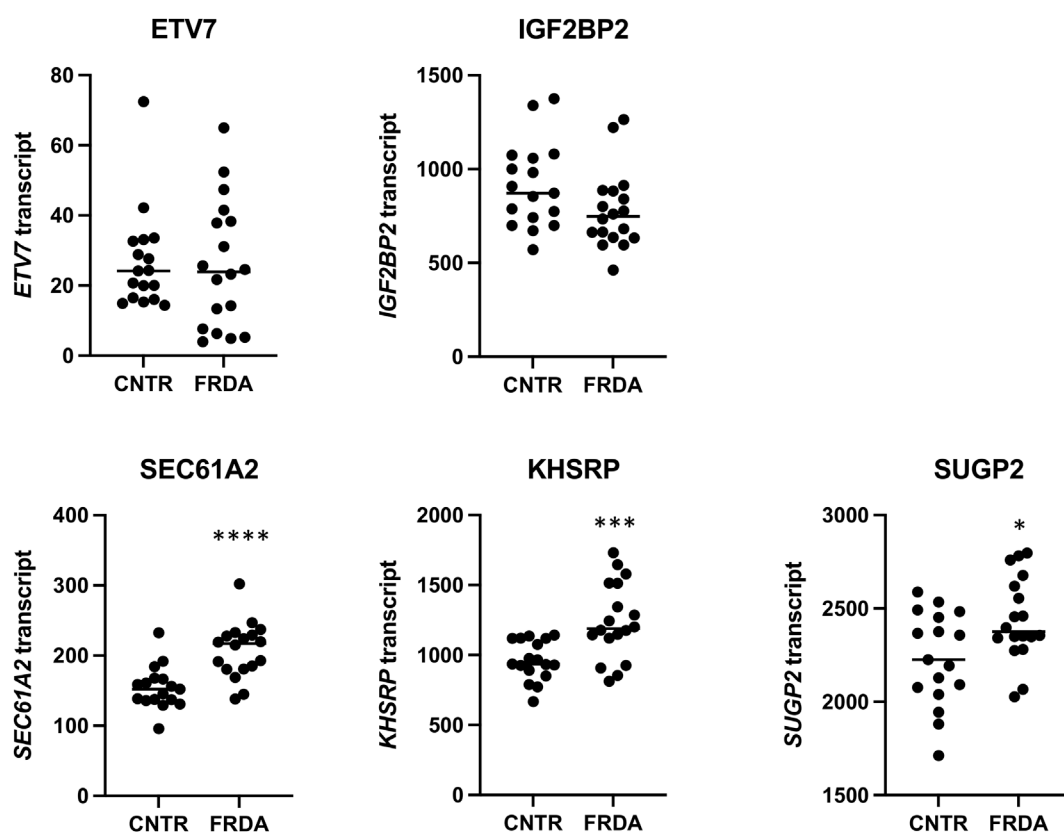 ETV7
ETV7 transcript
80
60
40
20
0
CNTR FRDA
IGF2BP2
IGF2BP2 transcript
1500
1000
500
0
CNTR FRDA
SEC61A2
SEC61A2 transcript
400
300
200
100
0
****
CNTR FRDA
KHSRP
KHSRP transcript
2000
1500
1000
500
0
***
CNTR FRDA
SUGP2
SUGP2 transcript
3000
2500
2000
1500
*
CNTR FRDA